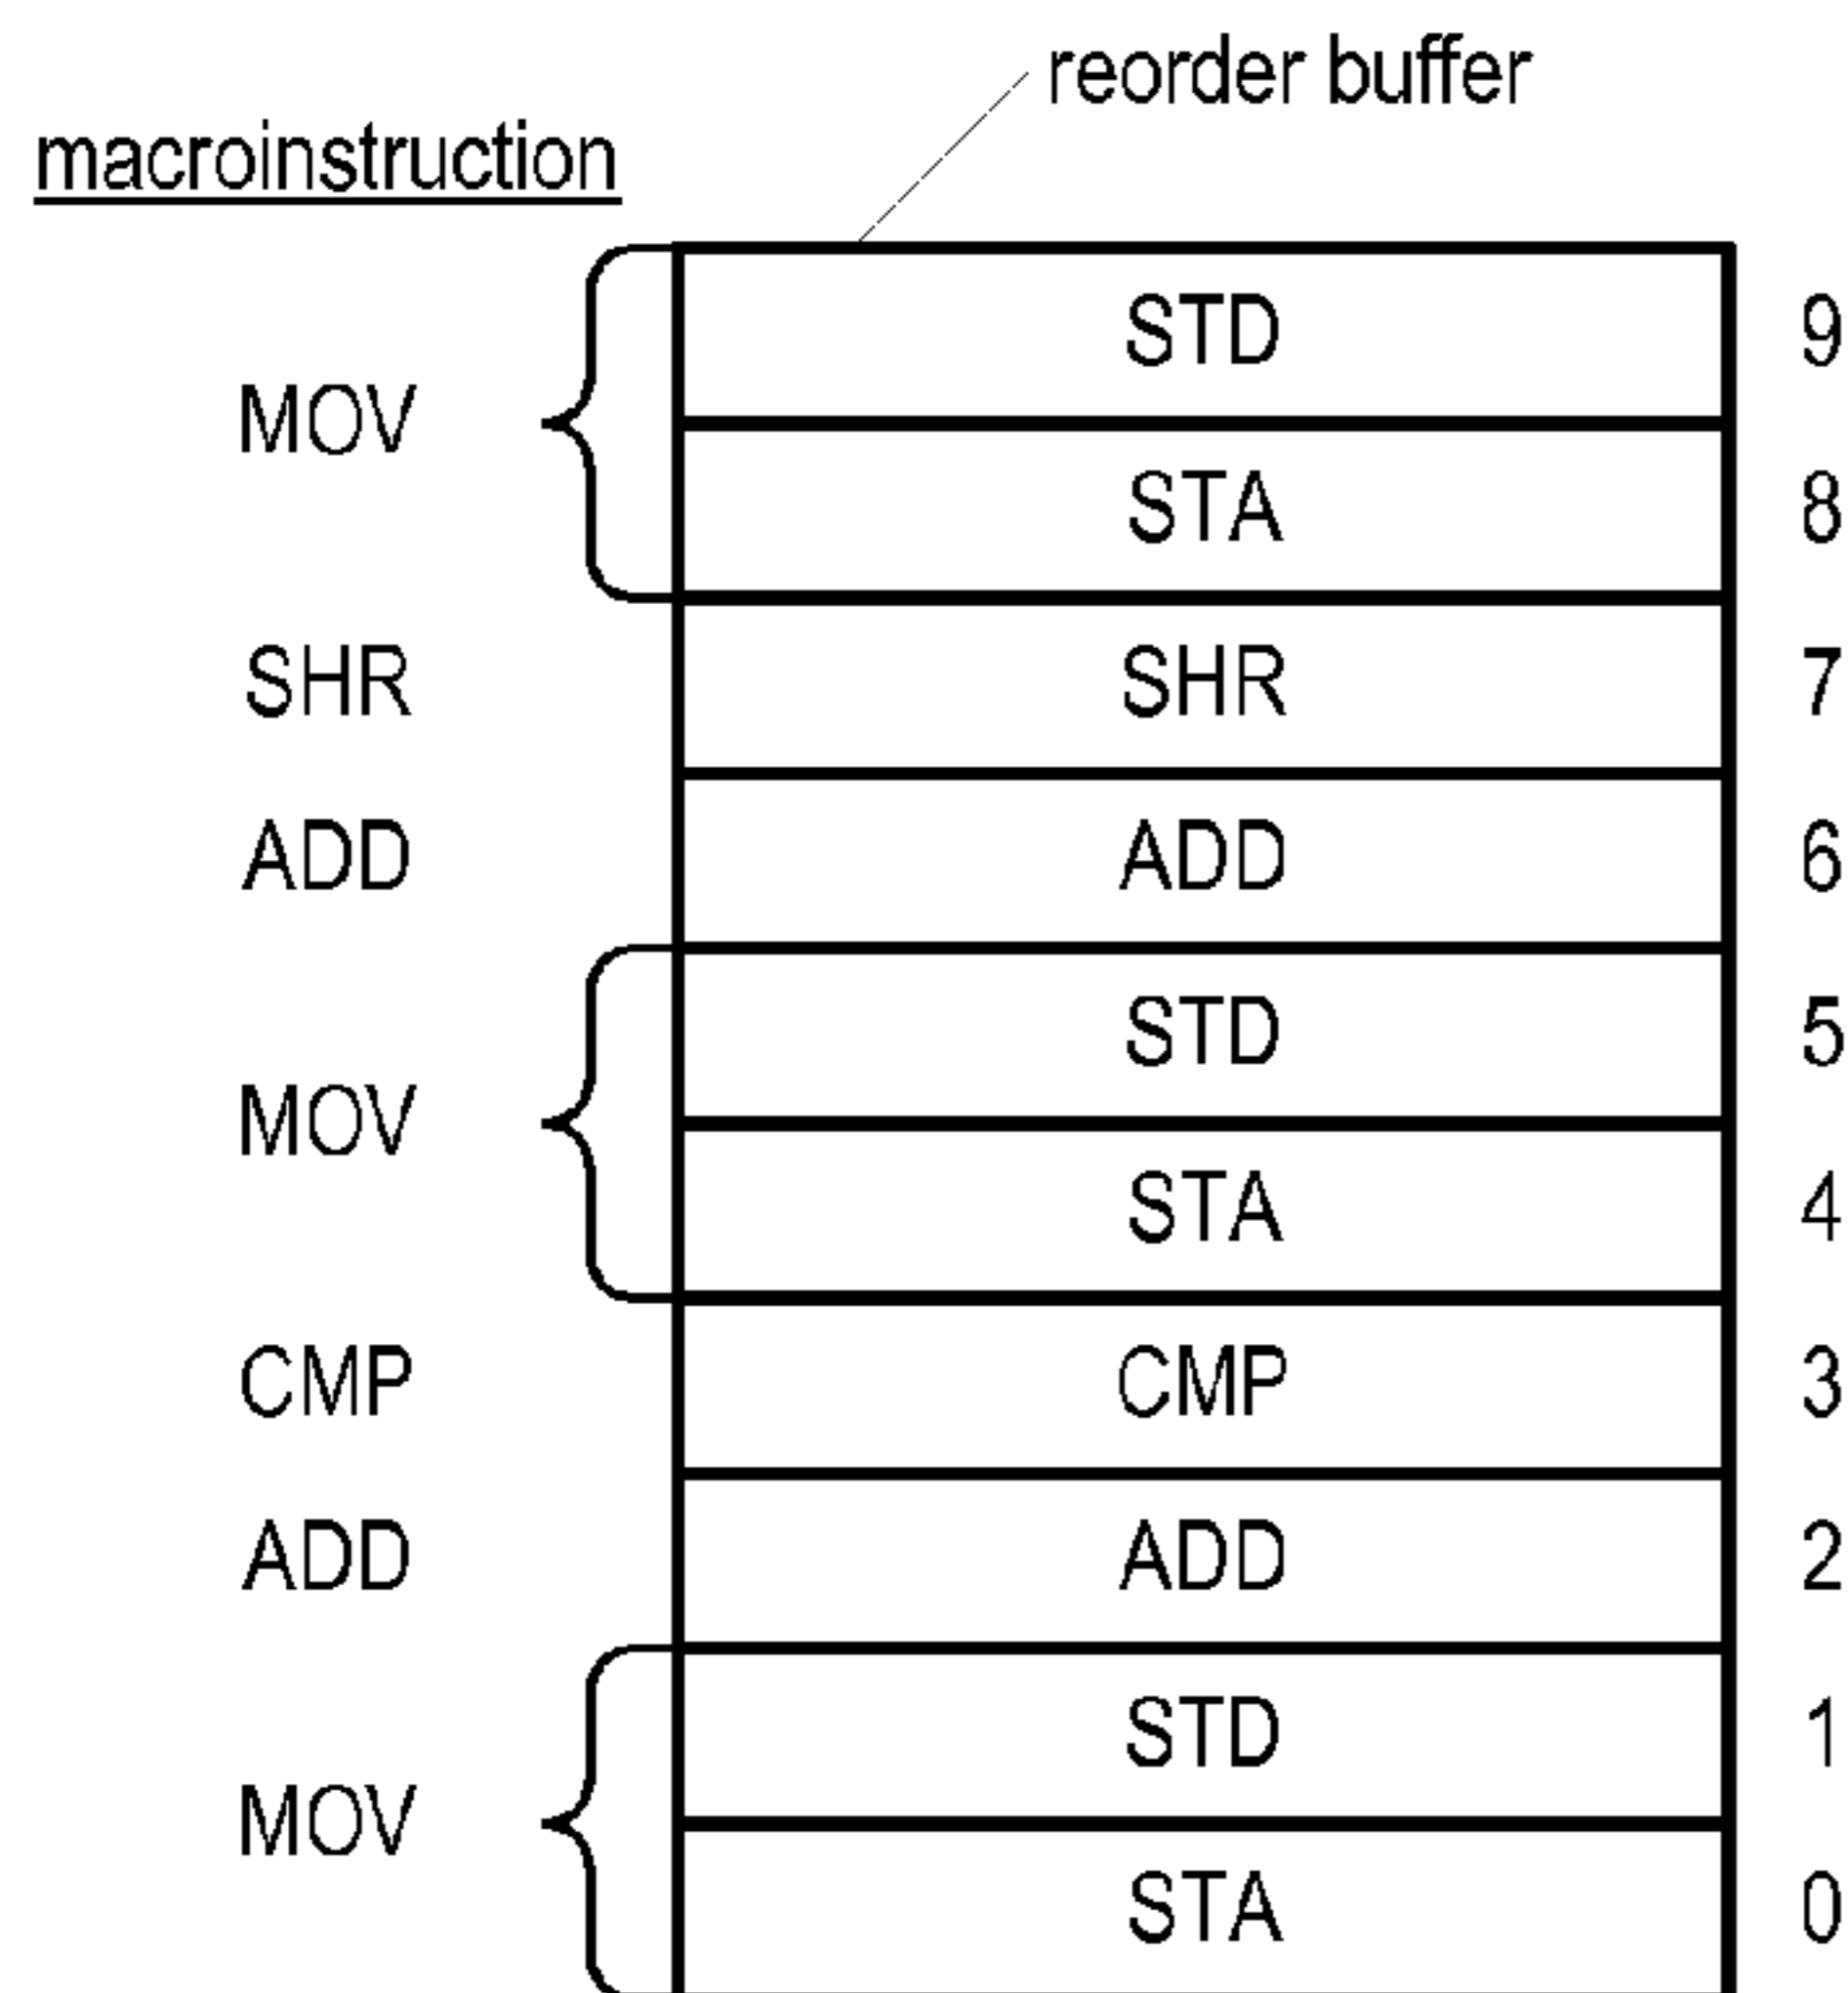 reorder buffer
macroinstruction
STD 9
MOV
STA 8
SHR SHR 7
ADD ADD 6
STD 5
MOV
STA 4
CMP CMP 3
ADD ADD 2
STD 1
MOV
STA 0